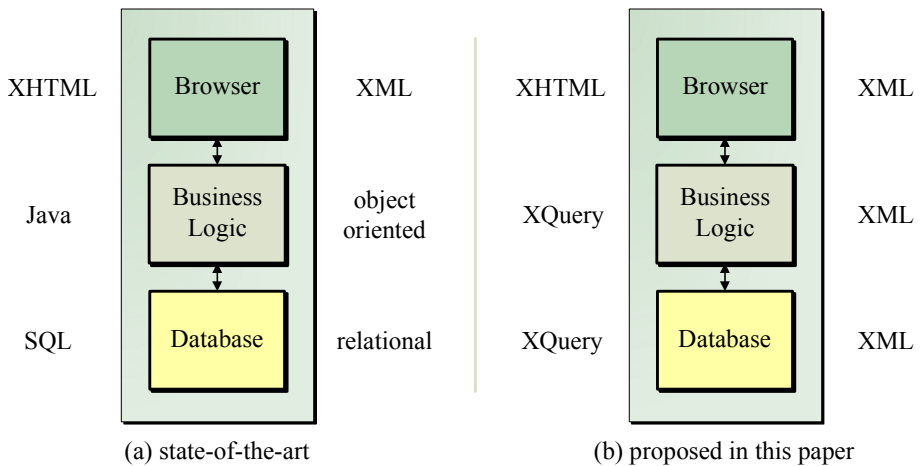 XHTML
Browser
XML
Java
Business
Logic
object
oriented
SQL
Database
relational
(a) state-of-the-art
XHTML
Browser
XML
XQuery
Business
Logic
XML
XQuery
Database
XML
(b) proposed in this paper